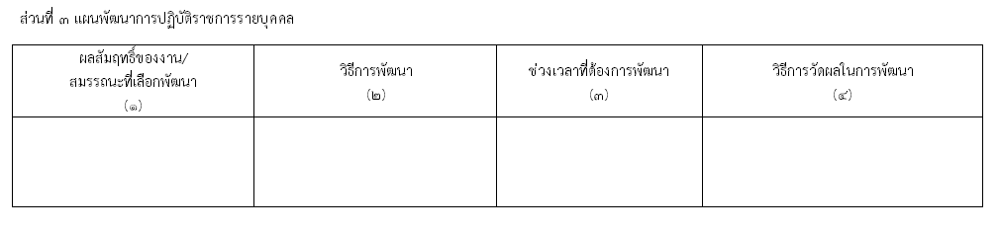 ส่วนที่ ๓ แผนพัฒนาการปฏิบัติราชการรายบุคคล
ผลสัมฤทธิ์ของงาน/
สมรรถนะที่เลือกพัฒนา
(๑)
วิธีการพัฒนา
(๒)
ช่วงเวลาที่ต้องการพัฒนา
(๓)
วิธีการวัดผลในการพัฒนา
(๔)